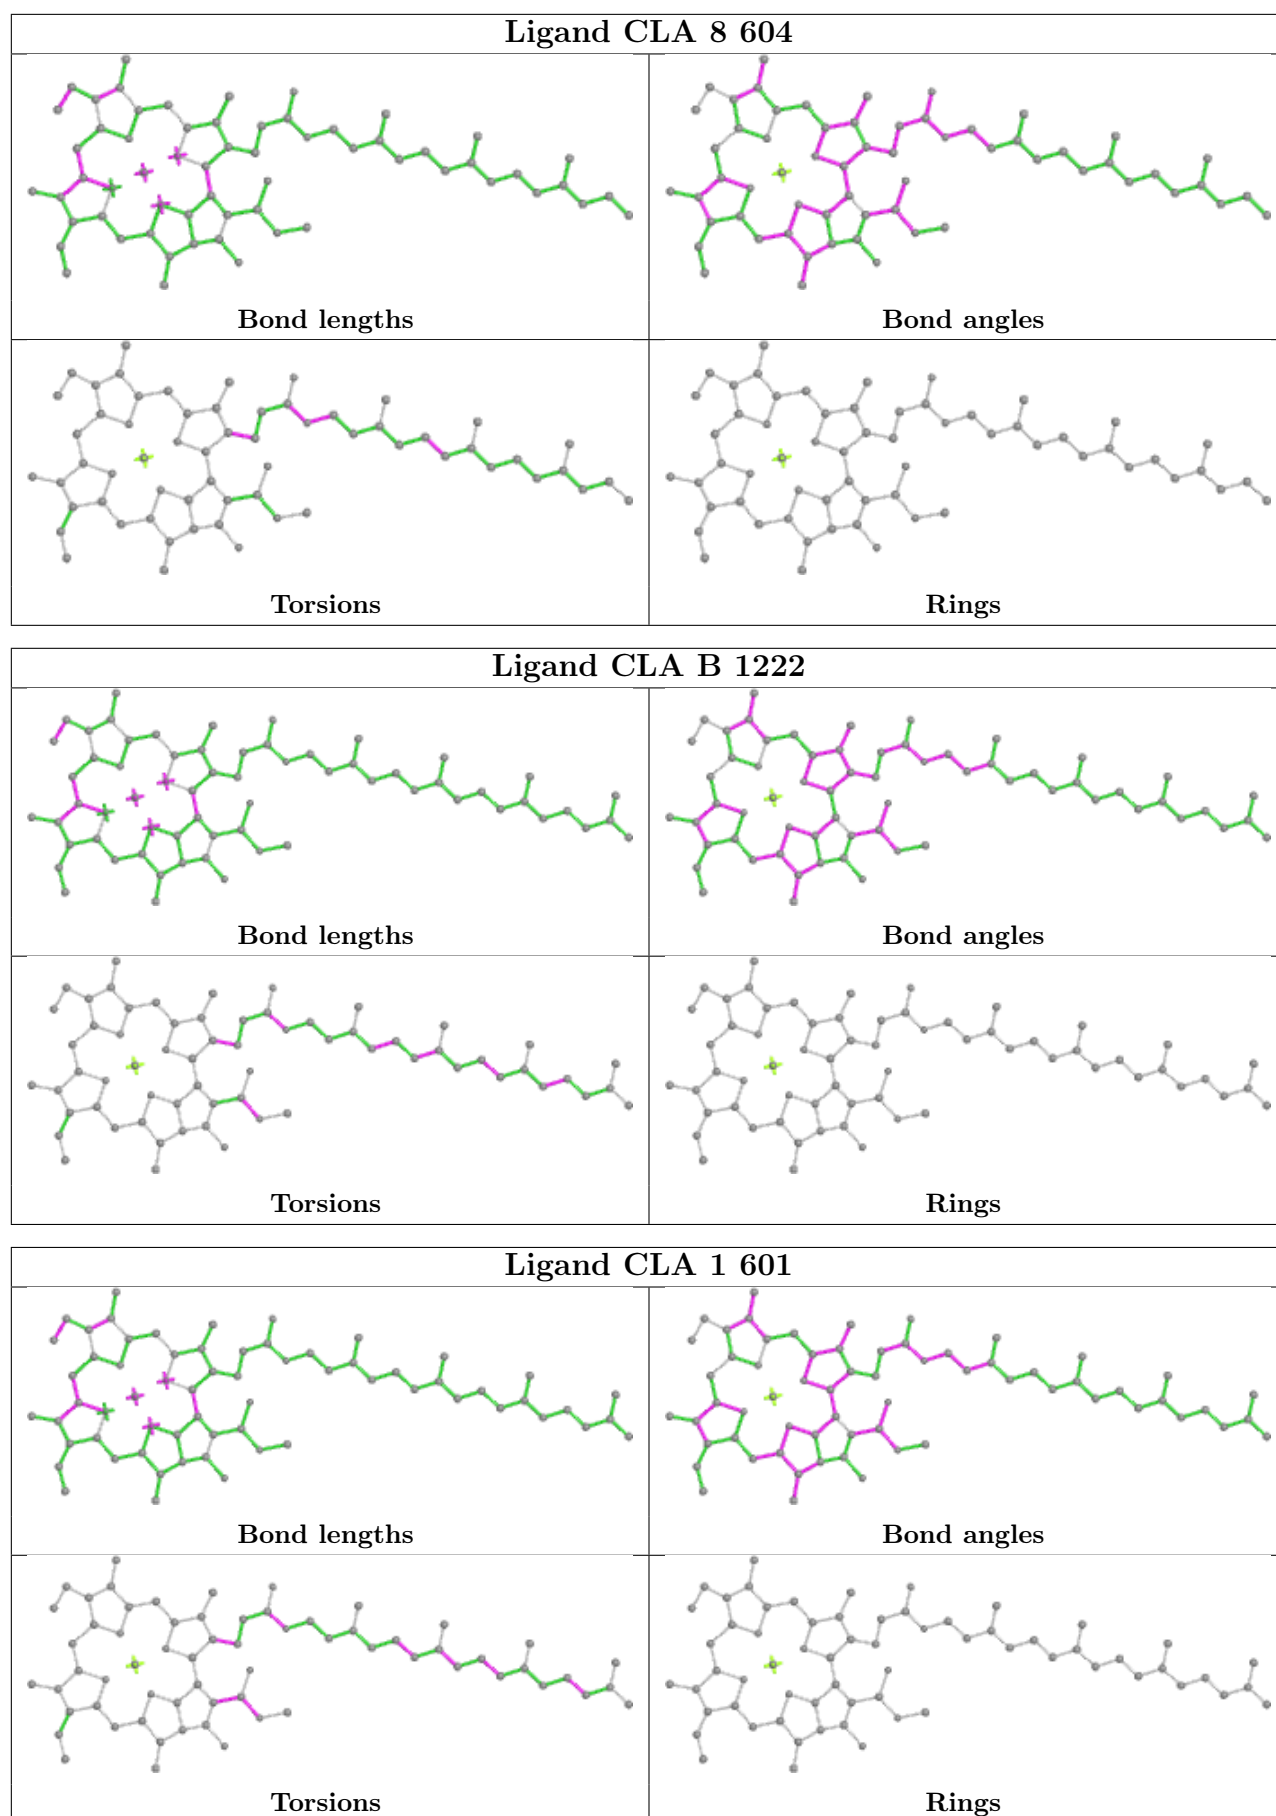 Ligand CLA 8 604
Bond lengths
Bond angles
Torsions
Rings
Ligand CLA B 1222
Bond lengths
Bond angles
Torsions
Rings
Ligand CLA 1 601
Bond lengths
Bond angles
Torsions
Rings